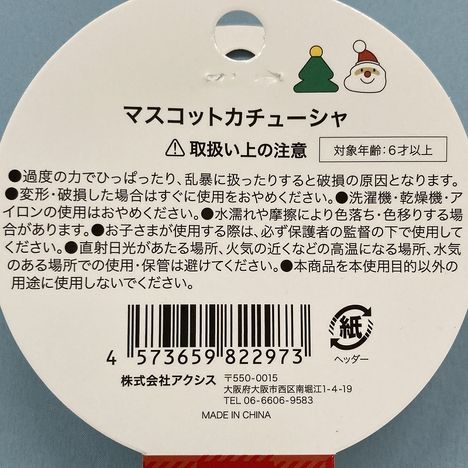 マスコットカチューシャ
⚠取扱い上の注意 対象年齢:6才以上
●過度の力でひっぱったり、乱暴に扱ったりすると破損の原因となります。
●変形・破損した場合はすぐに使用をおやめください。●洗濯機・乾燥機・ア
イロンの使用はおやめください。●水濡れや摩擦により色落ち・色移りする場
合があります。●お子さまが使用する際は、必ず保護者の監督の下で使用して
ください。●直射日光があたる場所、火気の近くなどの高温になる場所、水気
のある場所での使用・保管は避けてください。●本商品を本使用目的以外の
用途に使用しないでください。
紙
ヘッダー
4 573659 822973
株式会社アクシス 〒550-0015
大阪府大阪市西区南堀江1-4-19
TEL 06-6606-9583
MADE IN CHINA